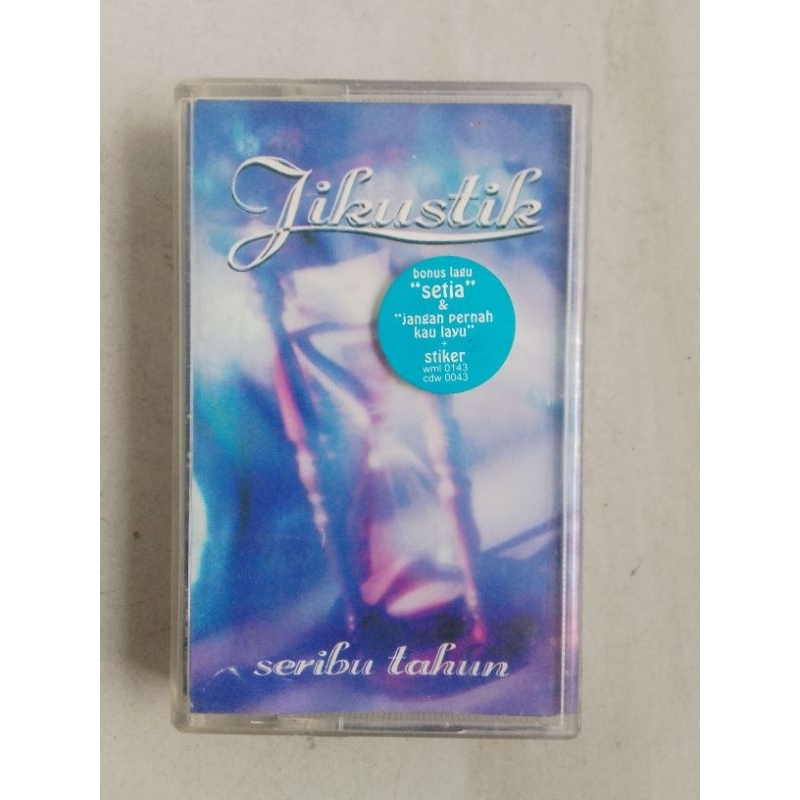 Jikustik
bonus lagu
"setia"
&
"jangan pernah
kau layu"
+
stiker
wml 0143
cdw 0043
seribu tahun